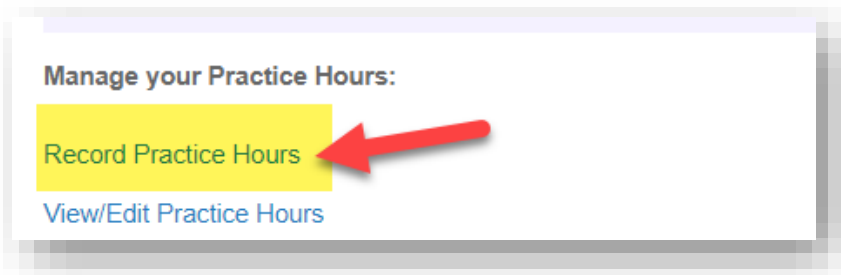 Manage your Practice Hours:
Record Practice Hours
View/Edit Practice Hours